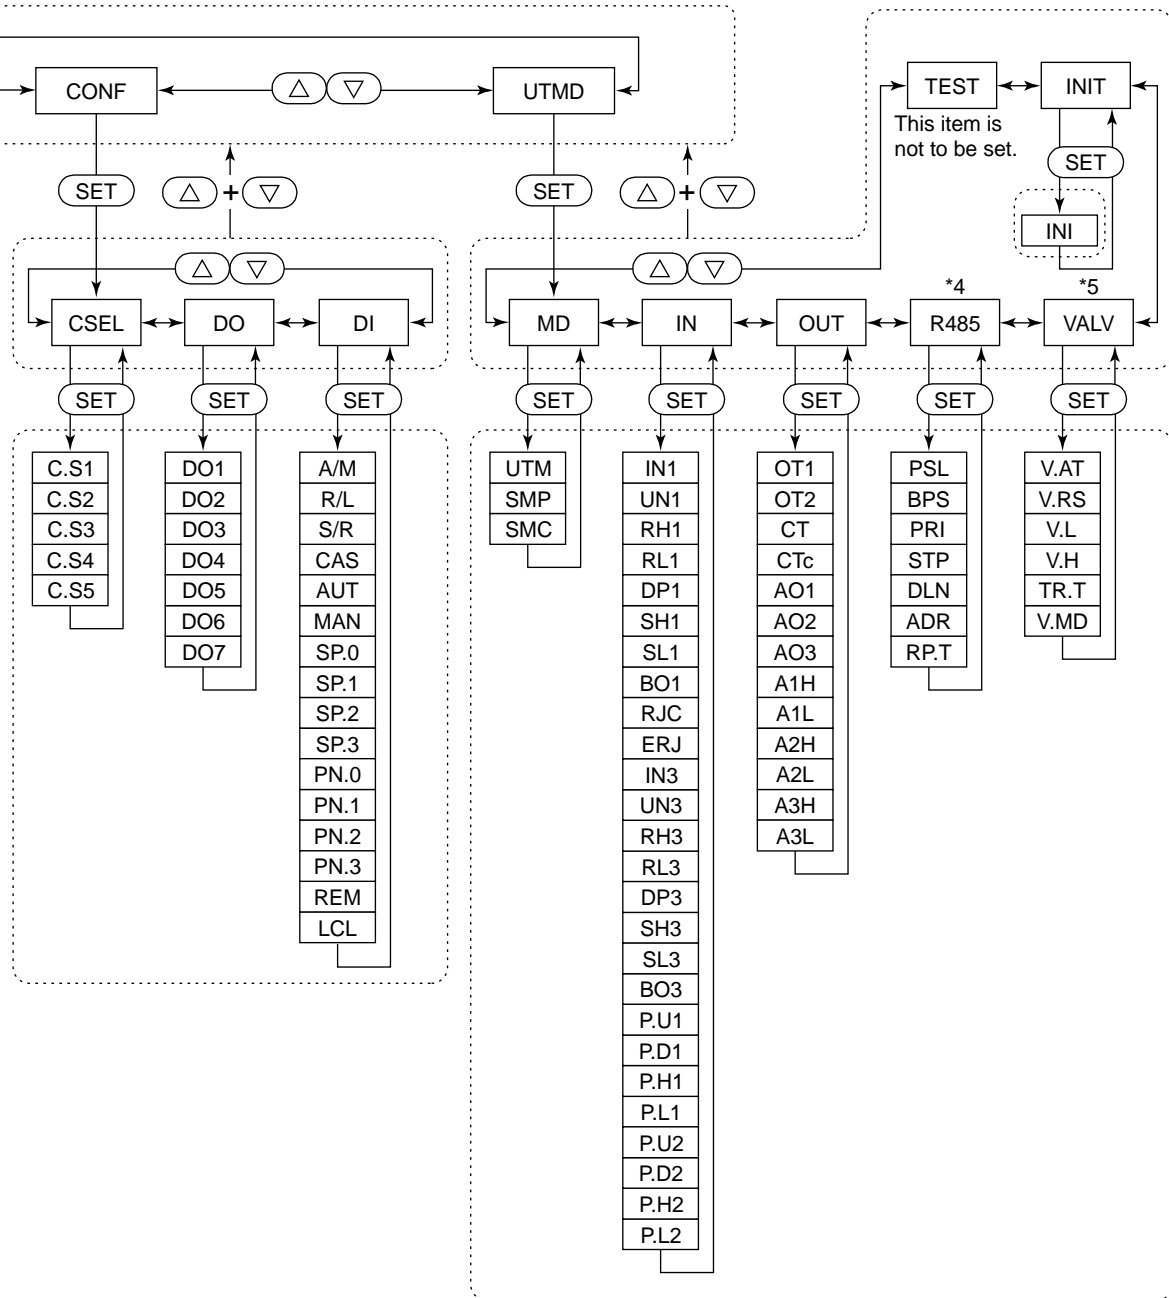 CONF
UTMD
TEST
INIT
This item is
not to be set.
SET
SET
SET
+
+
INI
*4
*5
CSEL
DO
DI
MD
IN
OUT
R485
VALV
SET
SET
SET
SET
SET
SET
SET
SET
C.S1
C.S2
C.S3
C.S4
C.S5
DO1
DO2
DO3
DO4
DO5
DO6
DO7
A/M
R/L
S/R
CAS
AUT
MAN
SP.0
SP.1
SP.2
SP.3
PN.0
PN.1
PN.2
PN.3
REM
LCL
UTM
SMP
SMC
IN1
UN1
RH1
RL1
DP1
SH1
SL1
BO1
RJC
ERJ
IN3
UN3
RH3
RL3
DP3
SH3
SL3
BO3
P.U1
P.D1
P.H1
P.L1
P.U2
P.D2
P.H2
P.L2
OT1
OT2
CT
CTc
AO1
AO2
AO3
A1H
A1L
A2H
A2L
A3H
A3L
PSL
BPS
PRI
STP
DLN
ADR
RP.T
V.AT
V.RS
V.L
V.H
TR.T
V.MD